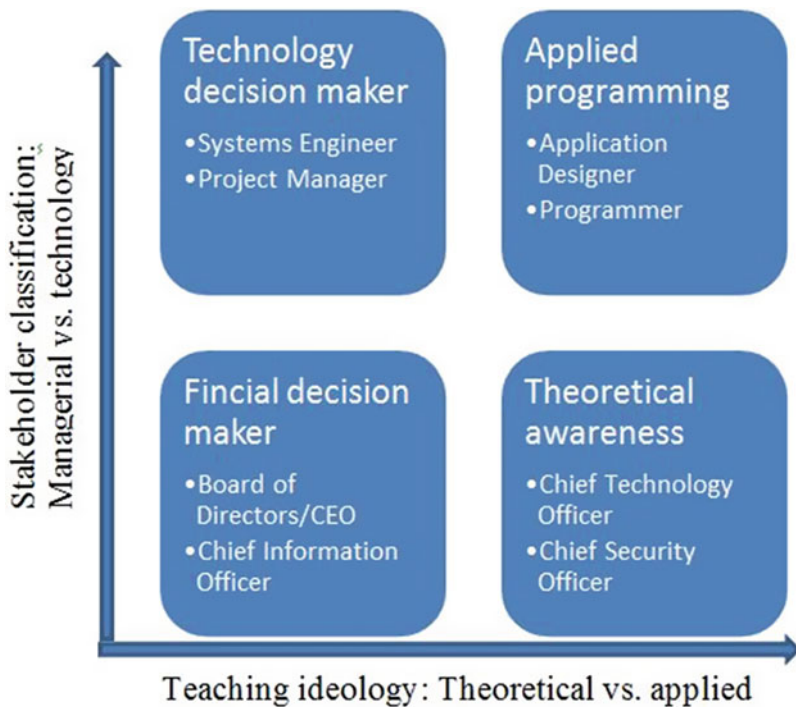 Stakeholder classification:
Managerial vs. technology
Technology
decision maker
•Systems Engineer
•Project Manager
Applied
programming
•Application
Designer
•Programmer
Fincial decision
maker
•Board of
Directors/CEO
•Chief Information
Officer
Theoretical
awareness
•Chief Technology
Officer
•Chief Security
Officer
Teaching ideology: Theoretical vs. applied